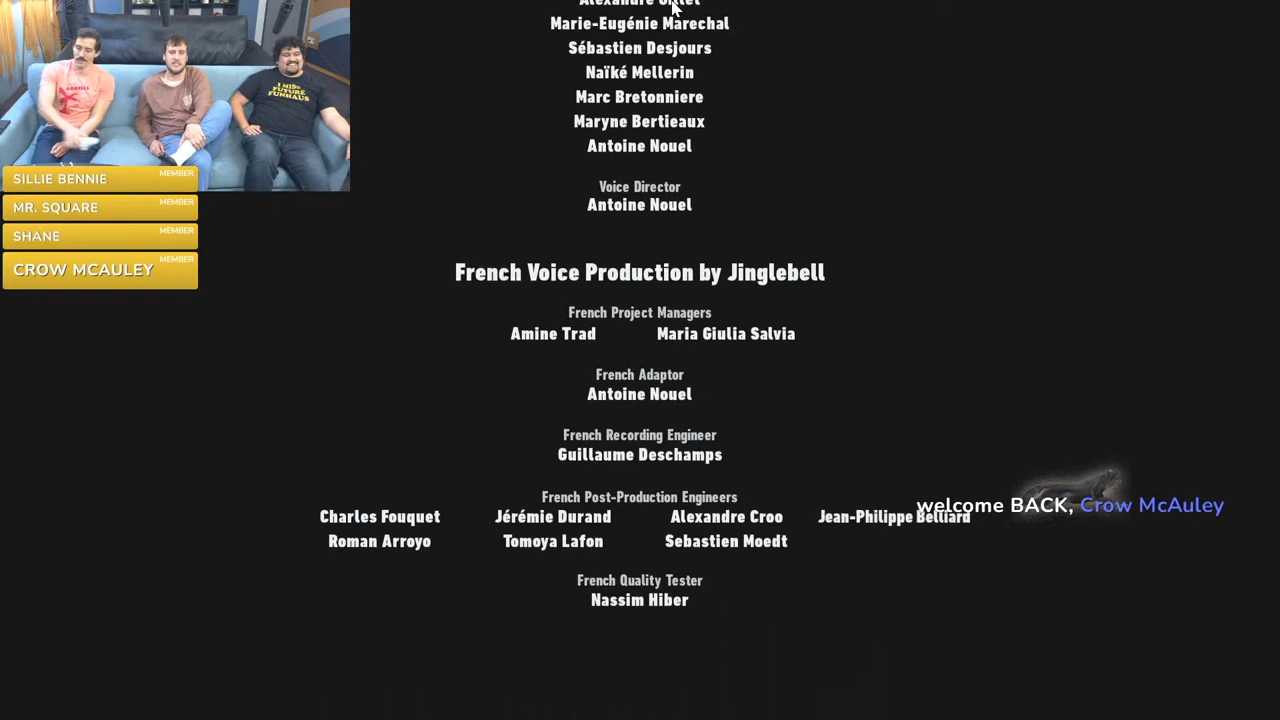 Marie-Eugénie Marechal
Sébastien Desjours
Naïké Mellerin
Marc Bretonniere
Maryne Bertieaux
Antoine Nouel
Voice Director
Antoine Nouel
French Voice Production by Jinglebell
French Project Managers
Amine Trad Maria Giulia Salvia
French Adaptor
Antoine Nouel
French Recording Engineer
Guillaume Deschamps
French Post-Production Engineers
Charles Fouquet Jérémie Durand Alexandre Croo Jean-Philippe Belliard
Roman Arroyo Tomoya Lafon Sebastien Moedt
French Quality Tester
Nassim Hiber
I MISS
FUTURE
FUNHAUS
SILLIE BENNIE MEMBER
MR. SQUARE MEMBER
SHANE MEMBER
CROW MCAULEY MEMBER
welcome BACK, Crow McAuley